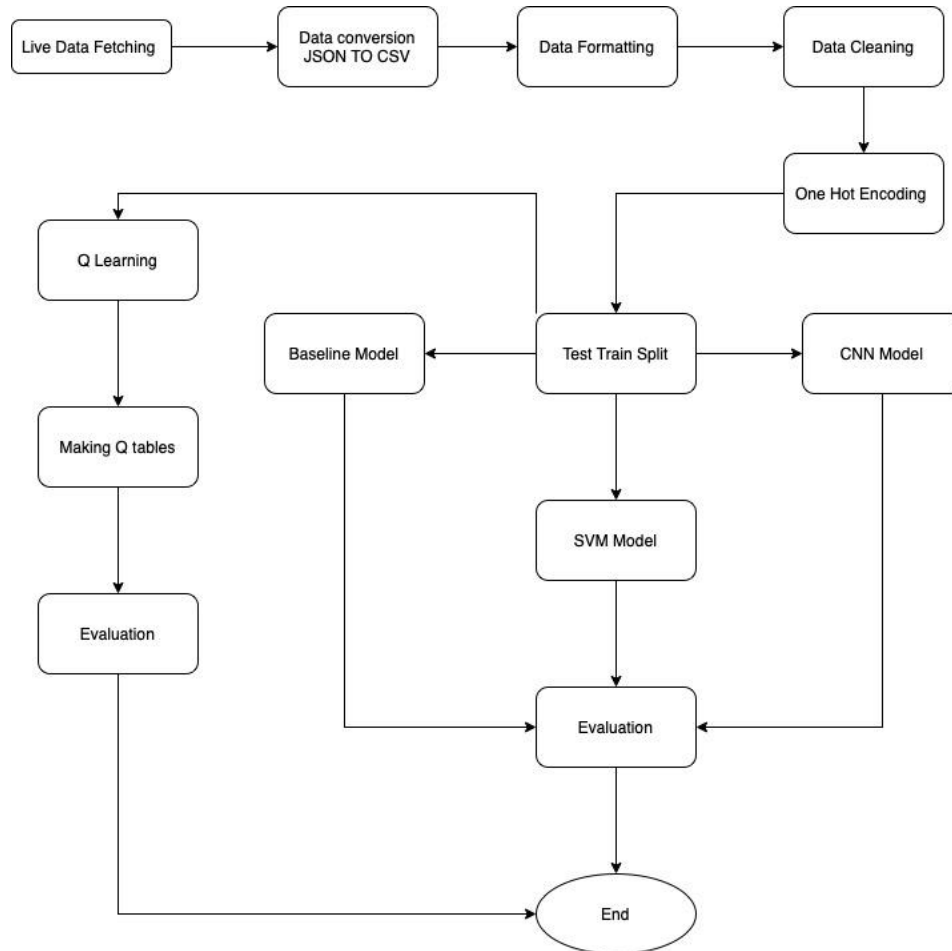 Live Data Fetching
Data conversion
JSON TO CSV
Data Formatting
Data Cleaning
One Hot Encoding
Q Learning
Baseline Model
Test Train Split
CNN Model
Making Q tables
SVM Model
Evaluation
Evaluation
End